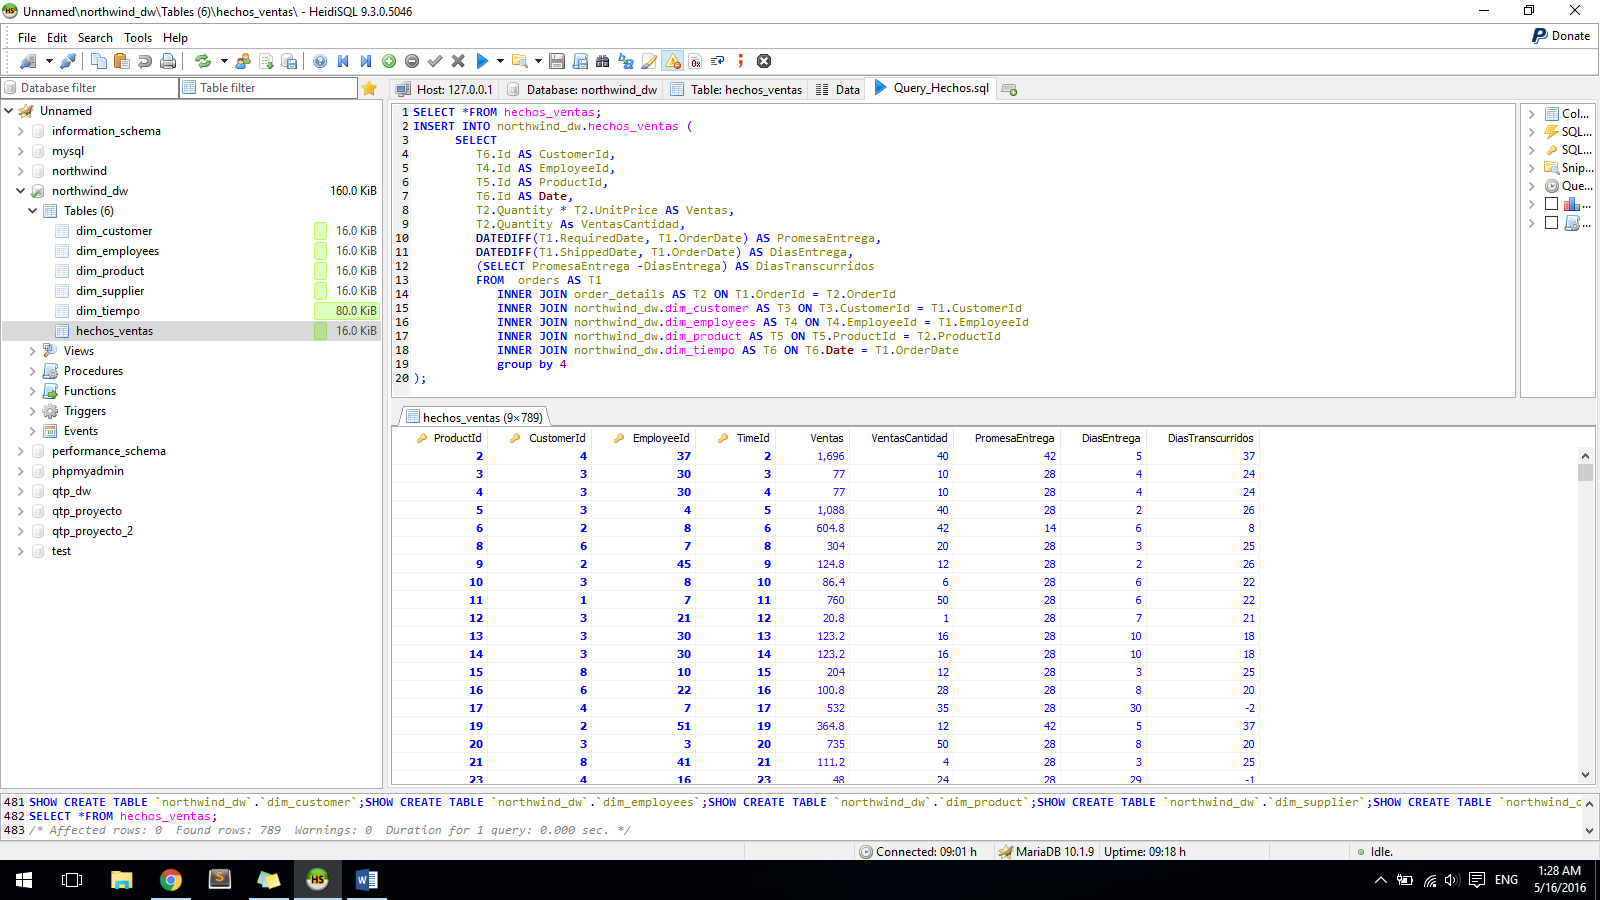 Unnamed\northwind_dw\Tables (6)\hechos_ventas\ - HeidiSQL 9.3.0.5046
File Edit Search Tools Help
Donate
Database filter
Table filter
Host: 127.0.0.1 Database: northwind_dw Table: hechos_ventas Data Query_Hechos.sql
Unnamed
information_schema
mysql
northwind
northwind_dw 160.0 KiB
Tables (6)
dim_customer 16.0 KiB
dim_employees 16.0 KiB
dim_product 16.0 KiB
dim_supplier 16.0 KiB
dim_tiempo 80.0 KiB
hechos_ventas 16.0 KiB
Views
Procedures
Functions
Triggers
Events
performance_schema
phpmyadmin
qtp_dw
qtp_proyecto
qtp_proyecto_2
test
1 SELECT *FROM hechos_ventas;
2 INSERT INTO northwind_dw.hechos_ventas (
3 SELECT
4 T6.Id AS CustomerId,
5 T4.Id AS EmployeeId,
6 T5.Id AS ProductId,
7 T6.Id AS Date,
8 T2.Quantity * T2.UnitPrice AS Ventas,
9 T2.Quantity As VentasCantidad,
10 DATEDIFF(T1.RequiredDate, T1.OrderDate) AS PromesaEntrega,
11 DATEDIFF(T1.ShippedDate, T1.OrderDate) AS DiasEntrega,
12 (SELECT PromesaEntrega -DiasEntrega) AS DiasTranscurridos
13 FROM orders AS T1
14 INNER JOIN order_details AS T2 ON T1.OrderId = T2.OrderId
15 INNER JOIN northwind_dw.dim_customer AS T3 ON T3.CustomerId = T1.CustomerId
16 INNER JOIN northwind_dw.dim_employees AS T4 ON T4.EmployeeId = T1.EmployeeId
17 INNER JOIN northwind_dw.dim_product AS T5 ON T5.ProductId = T2.ProductId
18 INNER JOIN northwind_dw.dim_tiempo AS T6 ON T6.Date = T1.OrderDate
19 group by 4
20 );
Col...
SQL...
SQL...
Snip...
Que...
...
...
hechos_ventas (9×789)
ProductId CustomerId EmployeeId TimeId Ventas VentasCantidad PromesaEntrega DiasEntrega DiasTranscurridos
2 4 37 2 1,696 40 42 5 37
3 3 30 3 77 10 28 4 24
4 3 30 4 77 10 28 4 24
5 3 4 5 1,088 40 28 2 26
6 2 8 6 604.8 42 14 6 8
8 6 7 8 304 20 28 3 25
9 2 45 9 124.8 12 28 2 26
10 3 8 10 86.4 6 28 6 22
11 1 7 11 760 50 28 6 22
12 3 21 12 20.8 1 28 7 21
13 3 30 13 123.2 16 28 10 18
14 3 30 14 123.2 16 28 10 18
15 8 10 15 204 12 28 3 25
16 6 22 16 100.8 28 28 8 20
17 4 7 17 532 35 28 30 -2
19 2 51 19 364.8 12 42 5 37
20 3 3 20 735 50 28 8 20
21 8 41 21 111.2 4 28 3 25
23 4 16 23 48 24 28 29 -1
481 SHOW CREATE TABLE `northwind_dw`.`dim_customer`;SHOW CREATE TABLE `northwind_dw`.`dim_employees`;SHOW CREATE TABLE `northwind_dw`.`dim_product`;SHOW CREATE TABLE `northwind_dw`.`dim_supplier`;SHOW CREATE TABLE `northwind_d
482 SELECT *FROM hechos_ventas;
483 /* Affected rows: 0 Found rows: 789 Warnings: 0 Duration for 1 query: 0.000 sec. */
Connected: 09:01 h MariaDB 10.1.9 Uptime: 09:18 h Idle.
ENG
1:28 AM
5/16/2016